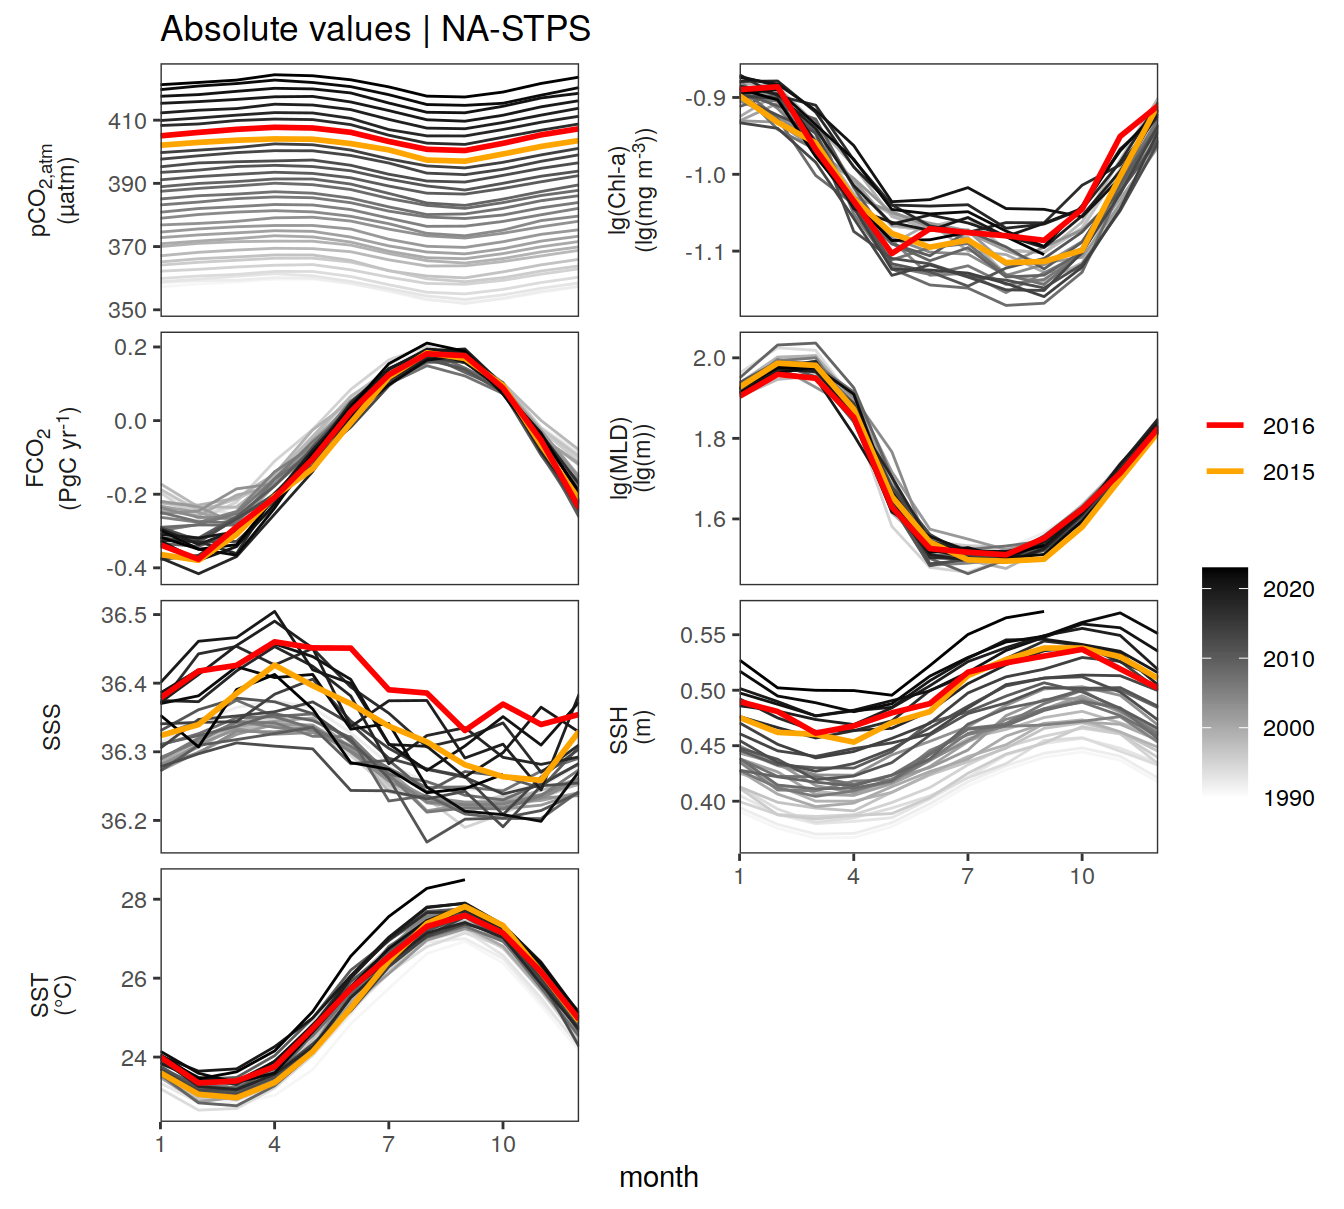 Absolute values | NA-STPS
pCO2,atm
(µatm)
410
390
370
350
lg(Chl-a)
(lg(mg m-3))
-0.9
-1.0
-1.1
FCO2
(PgC yr-1)
0.2
0.0
-0.2
-0.4
lg(MLD)
(lg(m))
2.0
1.8
1.6
SSS
36.5
36.4
36.3
36.2
SSH
(m)
0.55
0.50
0.45
0.40
1 4 7 10
SST
(°C)
28
26
24
1 4 7 10
month
2016
2015
2020
2010
2000
1990